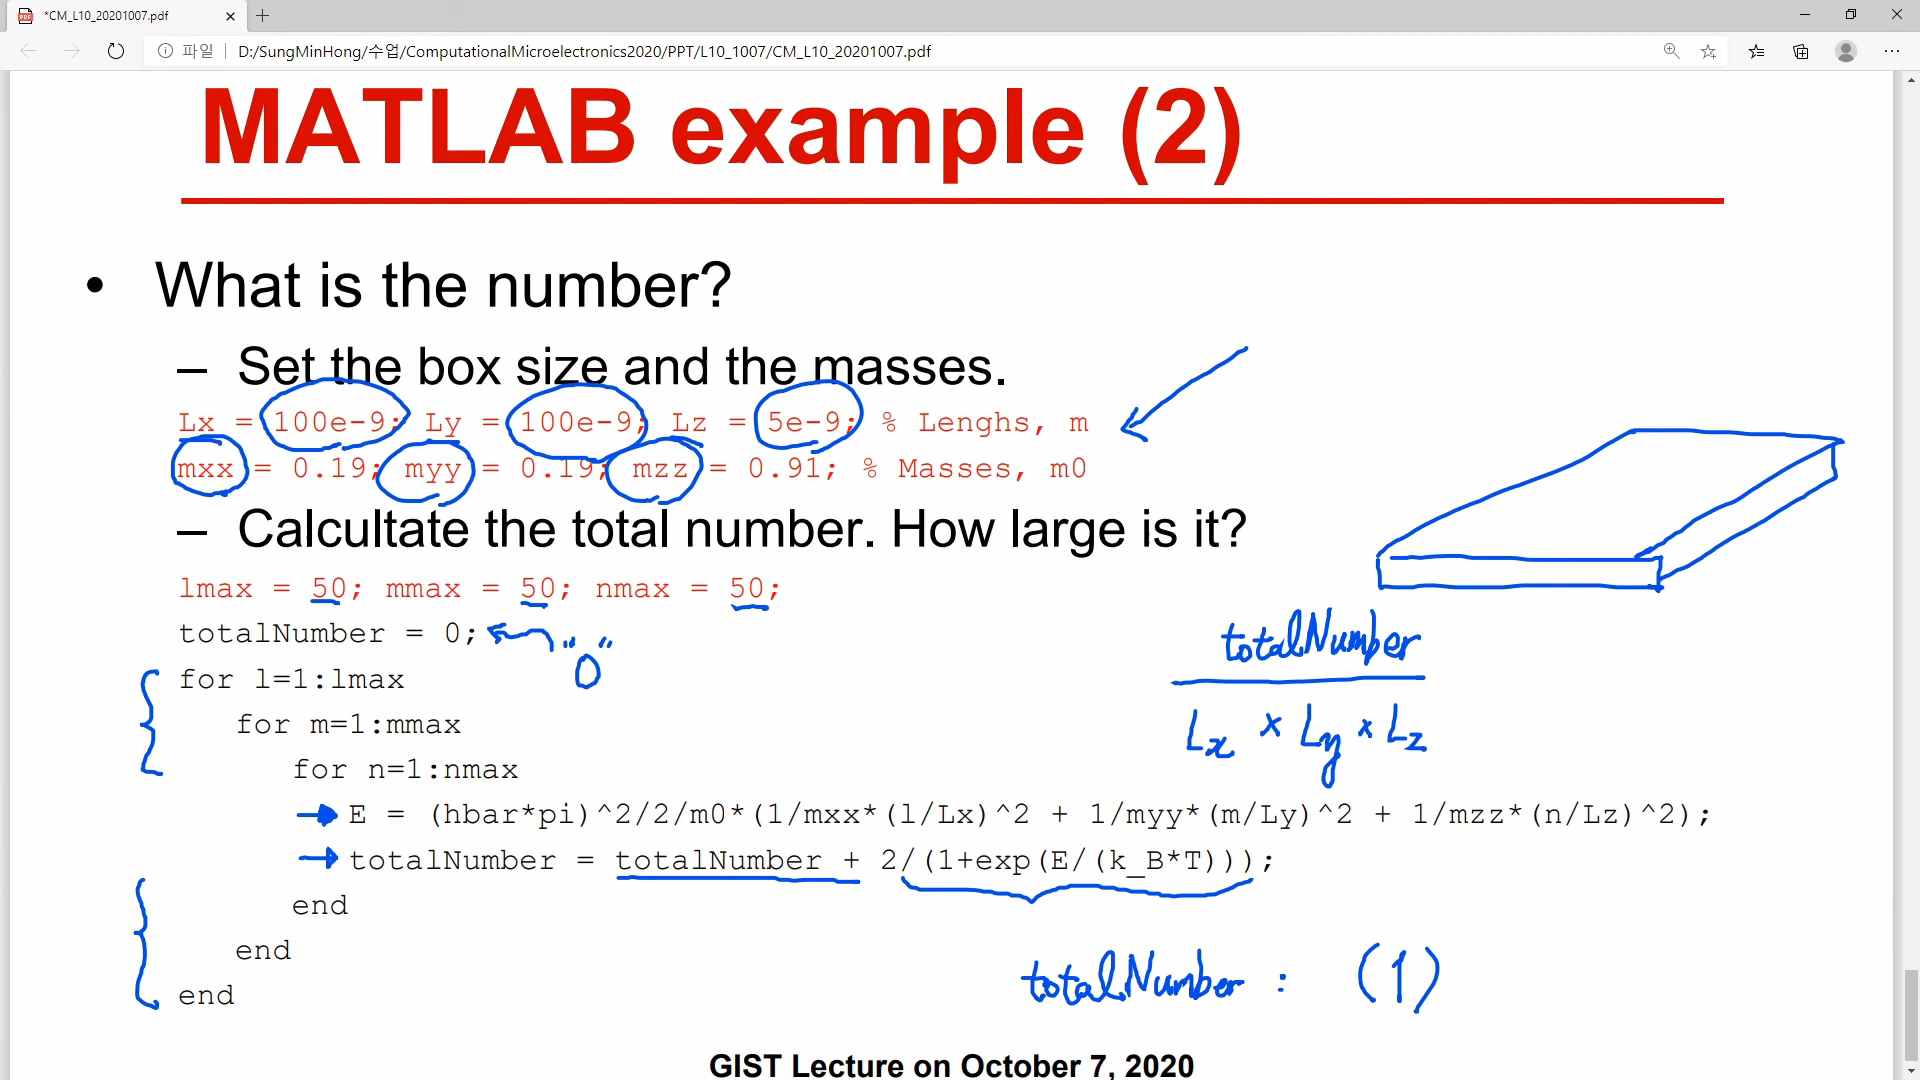 *CM_L10_20201007.pdf
파일 | D:/SungMinHong/수업/ComputationalMicroelectronics2020/PPT/L10_1007/CM_L10_20201007.pdf
MATLAB example (2)
• What is the number?
– Set the box size and the masses.
Lx = 100e-9; Ly = 100e-9; Lz = 5e-9; % Lenghs, m
mxx = 0.19; myy = 0.19; mzz = 0.91; % Masses, m0
– Calcultate the total number. How large is it?
lmax = 50; mmax = 50; nmax = 50;
totalNumber = 0;
"0"
for l=1:lmax
for m=1:mmax
for n=1:nmax
E = (hbar*pi)^2/2/m0*(1/mxx*(l/Lx)^2 + 1/myy*(m/Ly)^2 + 1/mzz*(n/Lz)^2);
totalNumber = totalNumber + 2/(1+exp(E/(k_B*T)));
end
end
end
totalNumber
Lx × Ly × Lz
totalNumber : (1)
GIST Lecture on October 7, 2020